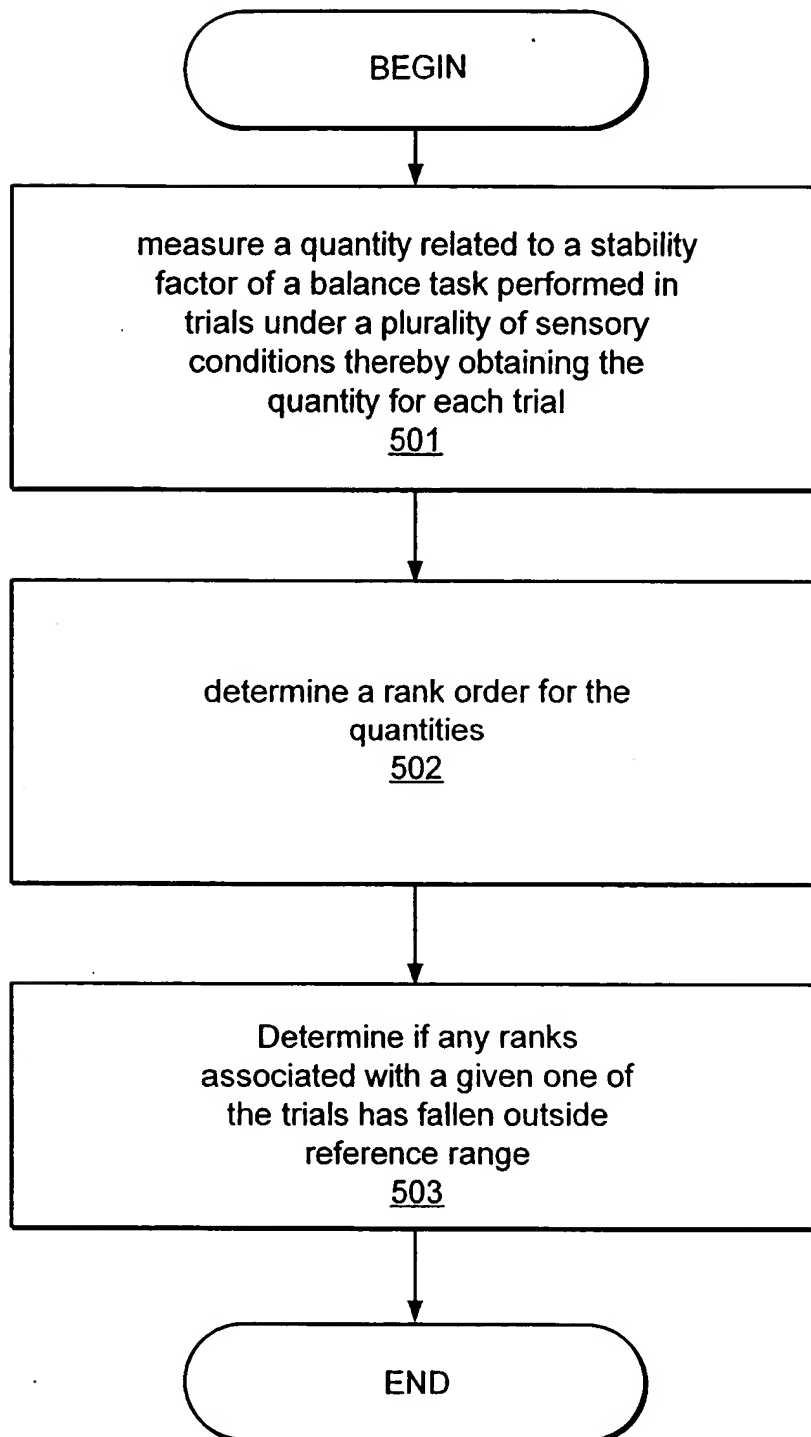 BEGIN
measure a quantity related to a stability
factor of a balance task performed in
trials under a plurality of sensory
conditions thereby obtaining the
quantity for each trial
501
determine a rank order for the
quantities
502
Determine if any ranks
associated with a given one of
the trials has fallen outside
reference range
503
END